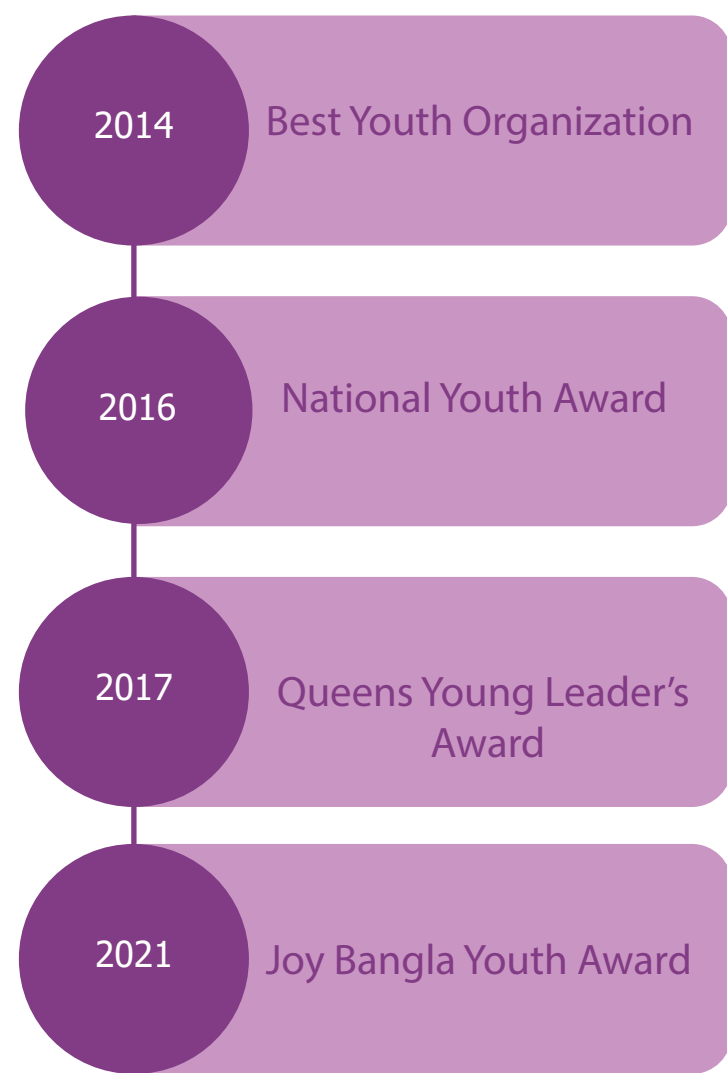 2014
Best Youth Organization
2016
National Youth Award
2017
Queens Young Leader’s
Award
2021
Joy Bangla Youth Award